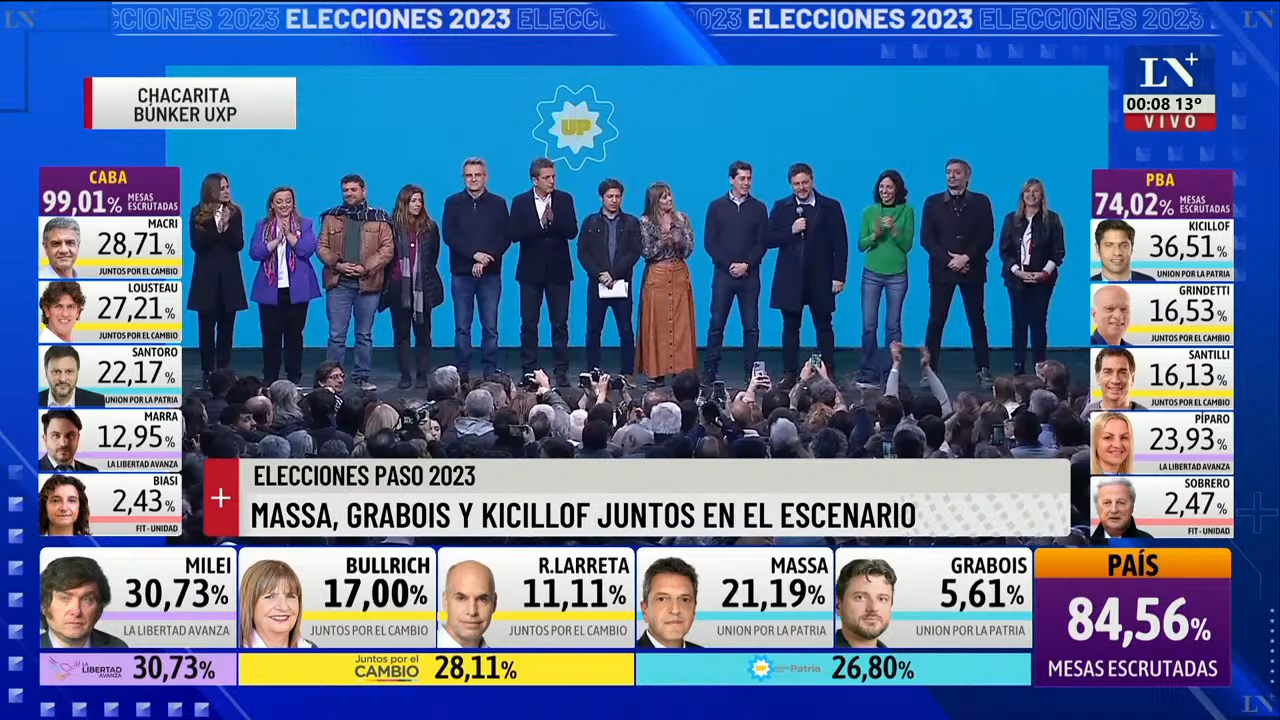 LN+
ELECCIONES 2023 ELECCIONES 2023 ELECCIONES 2023 ELECCIONES 2023
LN+
CHACARITA
BÚNKER UXP
UP
LN+
00:08 13°
VIVO
CABA
99,01% MESAS ESCRUTADAS
MACRI
28,71%
JUNTOS POR EL CAMBIO
LOUSTEAU
27,21%
JUNTOS POR EL CAMBIO
SANTORO
22,17%
UNION POR LA PATRIA
MARRA
12,95%
LA LIBERTAD AVANZA
BIASI
2,43%
FIT - UNIDAD
PBA
74,02% MESAS ESCRUTADAS
KICILLOF
36,51%
UNION POR LA PATRIA
GRINDETTI
16,53%
JUNTOS POR EL CAMBIO
SANTILLI
16,13%
JUNTOS POR EL CAMBIO
PÍPARO
23,93%
LA LIBERTAD AVANZA
SOBRERO
2,47%
FIT - UNIDAD
ELECCIONES PASO 2023
+ MASSA, GRABOIS Y KICILLOF JUNTOS EN EL ESCENARIO
MILEI
30,73%
LA LIBERTAD AVANZA
BULLRICH
17,00%
JUNTOS POR EL CAMBIO
R.LARRETA
11,11%
JUNTOS POR EL CAMBIO
MASSA
21,19%
UNION POR LA PATRIA
GRABOIS
5,61%
UNION POR LA PATRIA
PAÍS
84,56%
MESAS ESCRUTADAS
LA LIBERTAD AVANZA 30,73%
Juntos por el CAMBIO 28,11%
UP Patria 26,80%
LN+